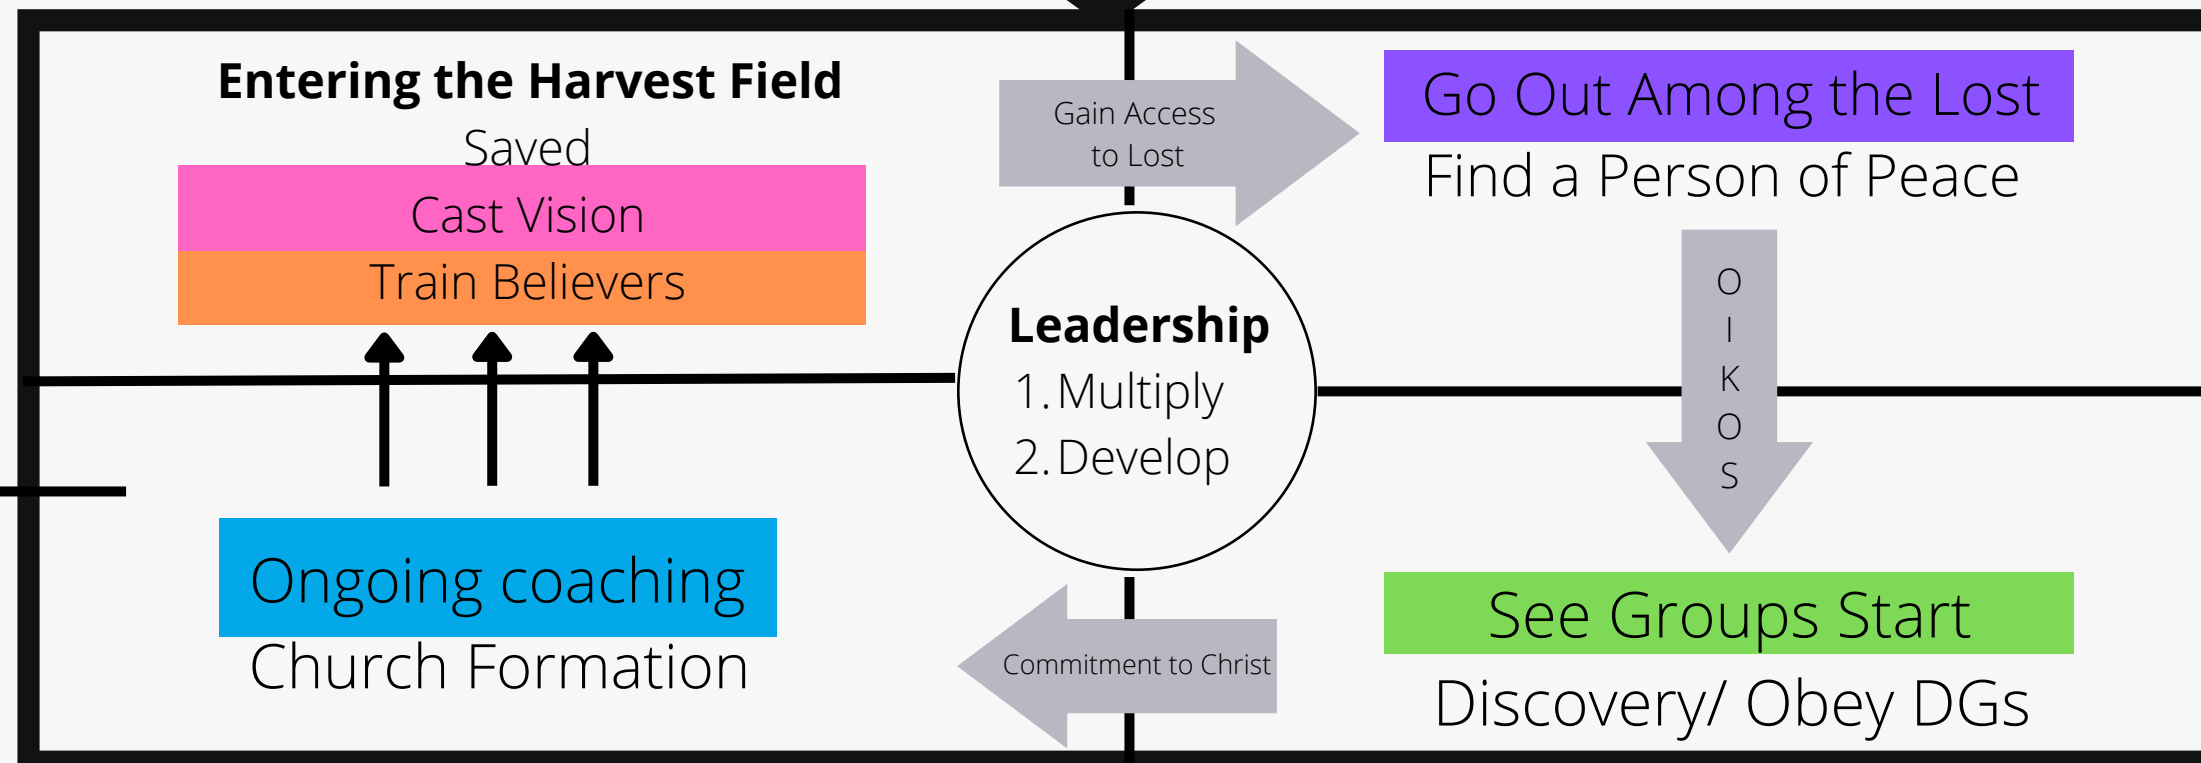 Entering the Harvest Field
Saved
Cast Vision
Train Believers
Gain Access
to Lost
Go Out Among the Lost
Find a Person of Peace
O
I
K
O
S
Leadership
1. Multiply
2. Develop
Ongoing coaching
Church Formation
Commitment to Christ
See Groups Start
Discovery/ Obey DGs